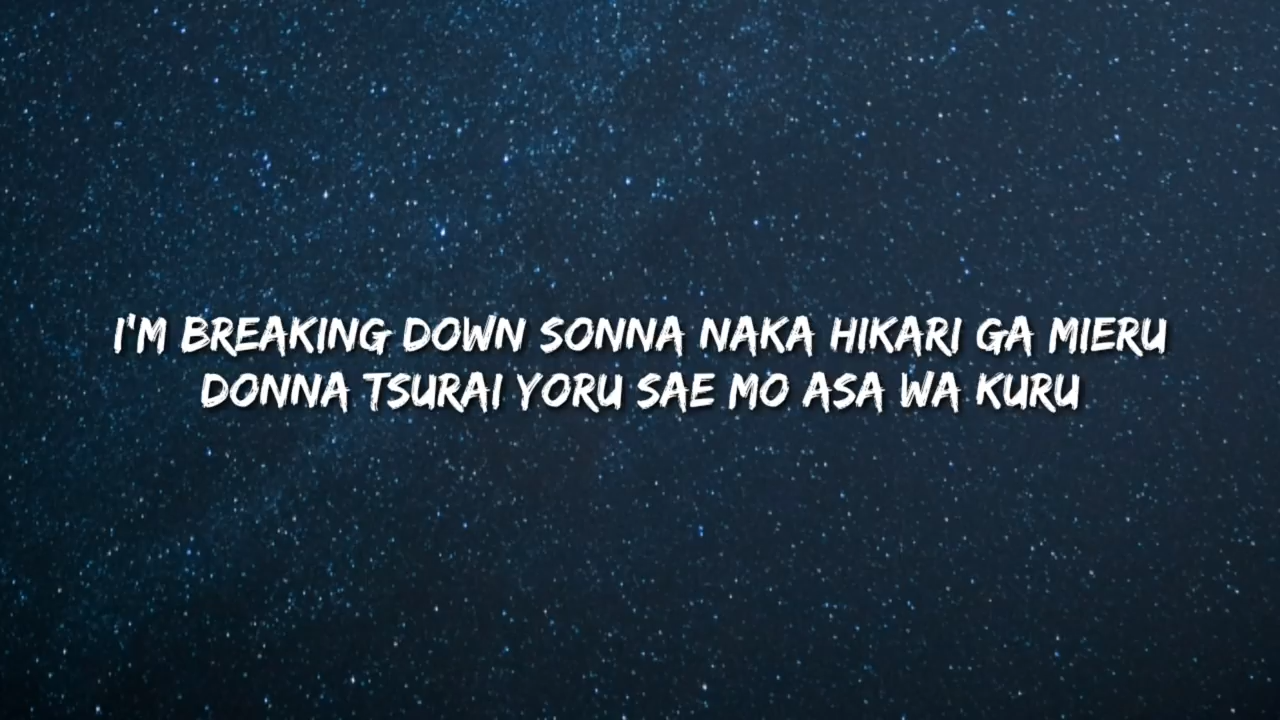 I'M BREAKING DOWN SONNA NAKA HIKARI GA MIERU
DONNA TSURAI YORU SAE MO ASA WA KURU